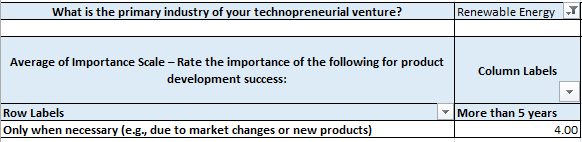 What is the primary industry of your technopreneurial venture? Renewable Energy
Average of Importance Scale – Rate the importance of the following for product
development success:
Column Labels
Row Labels More than 5 years
Only when necessary (e.g., due to market changes or new products) 4.00